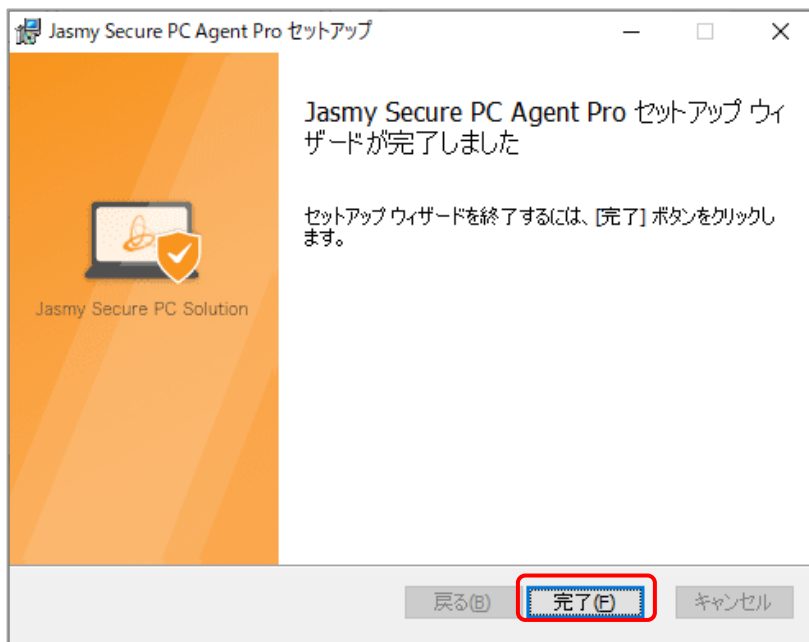 Jasmy Secure PC Agent Pro セットアップ
Jasmy Secure PC Agent Pro セットアップ ウィ
ザードが完了しました
セットアップ ウィザードを終了するには、[完了] ボタンをクリックし
ます。
Jasmy Secure PC Solution
戻る(B)
完了(F)
キャンセル